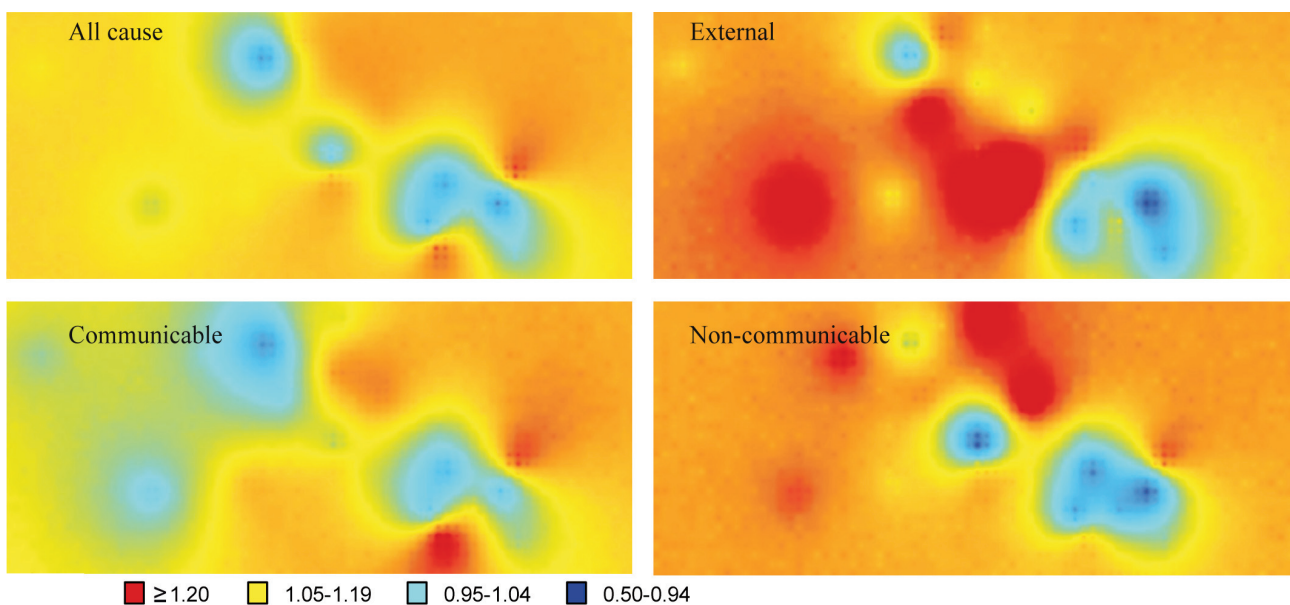 All cause
External
Communicable
Non-communicable
≥1.20 1.05-1.19 0.95-1.04 0.50-0.94